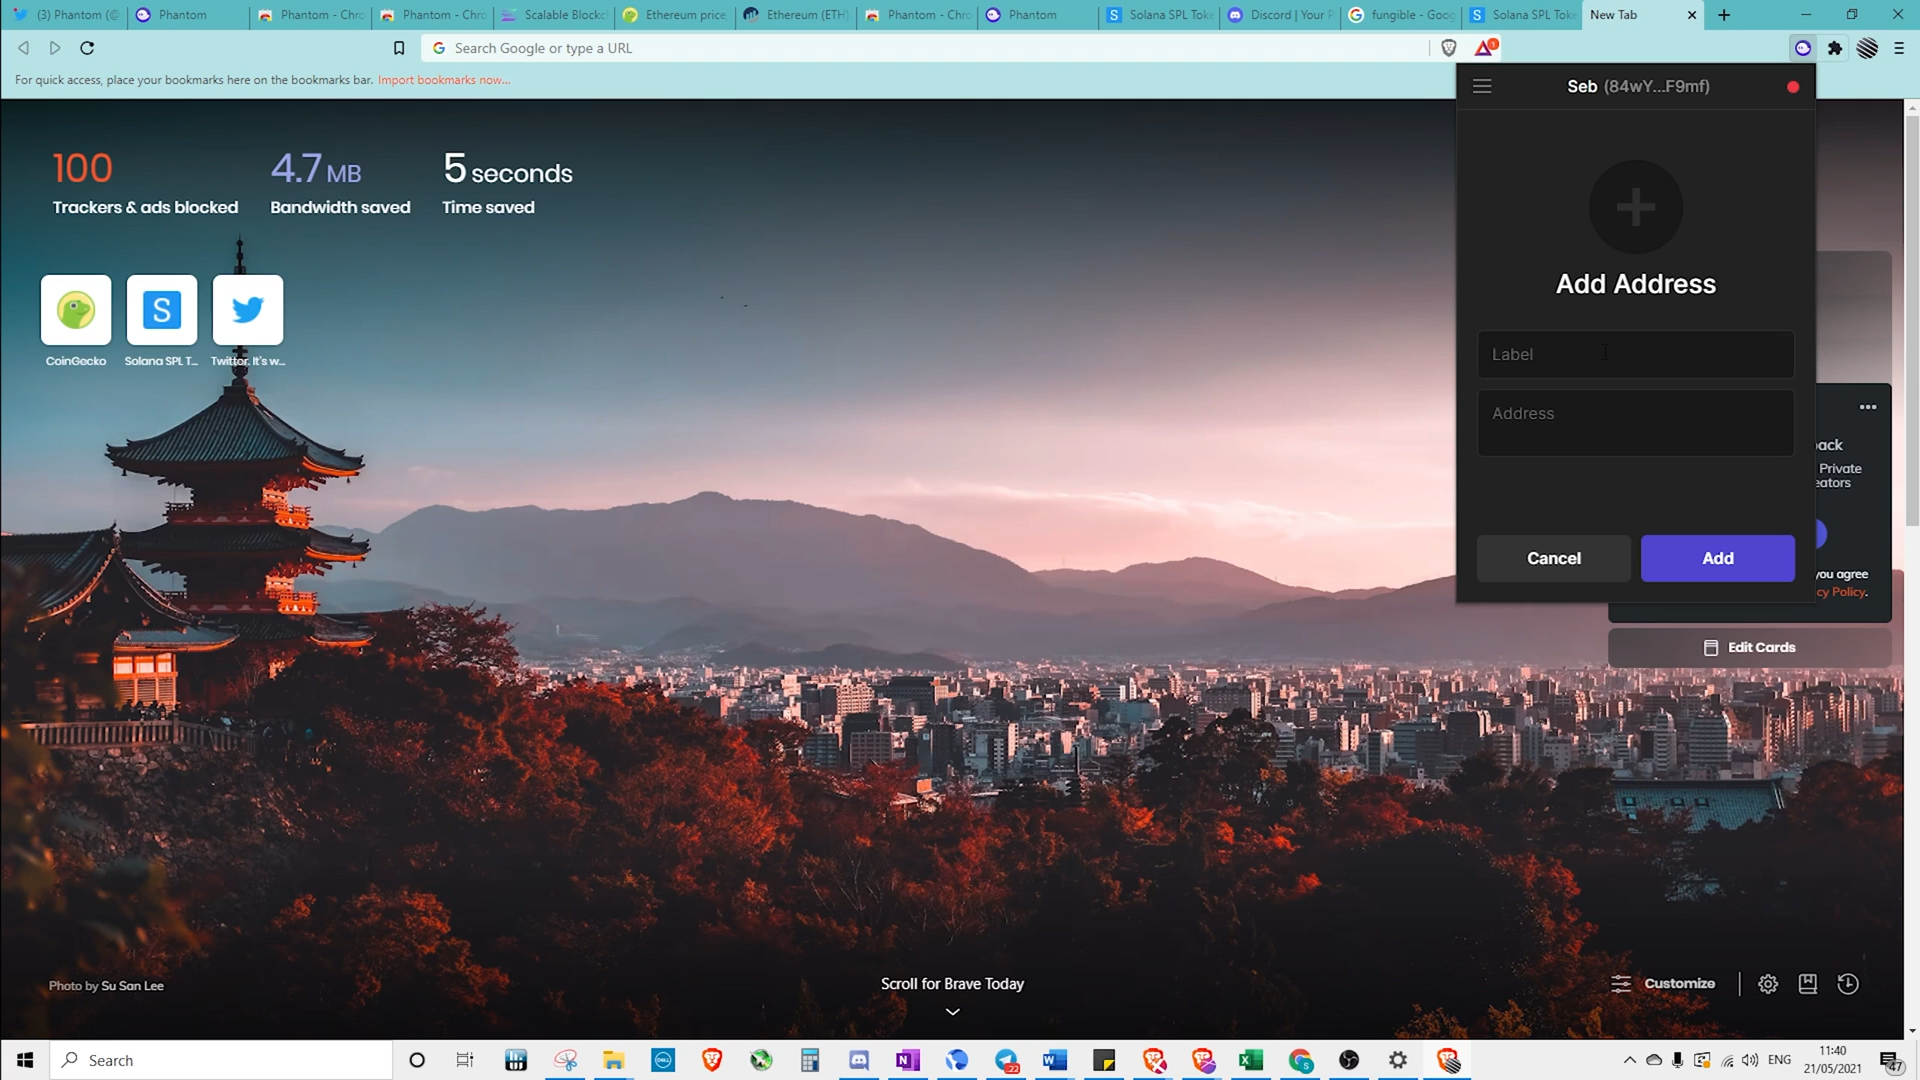 (3) Phantom (@
Phantom
Phantom - Chro
Phantom - Chro
Scalable Blockc
Ethereum price,
Ethereum (ETH)
Phantom - Chro
Phantom
Solana SPL Toke
Discord | Your P
fungible - Goog
Solana SPL Toke
New Tab
Search Google or type a URL
1
For quick access, place your bookmarks here on the bookmarks bar. Import bookmarks now...
Seb (84wY...F9mf)
100
Trackers & ads blocked
4.7 MB
Bandwidth saved
5 seconds
Time saved
Add Address
S
CoinGecko
Solana SPL T...
Twitter. It's w...
Label
Address
ack
Private
eators
Cancel
Add
you agree
cy Policy.
Edit Cards
Photo by Su San Lee
Scroll for Brave Today
Customize
Search
22
ENG
11:40
21/05/2021
47